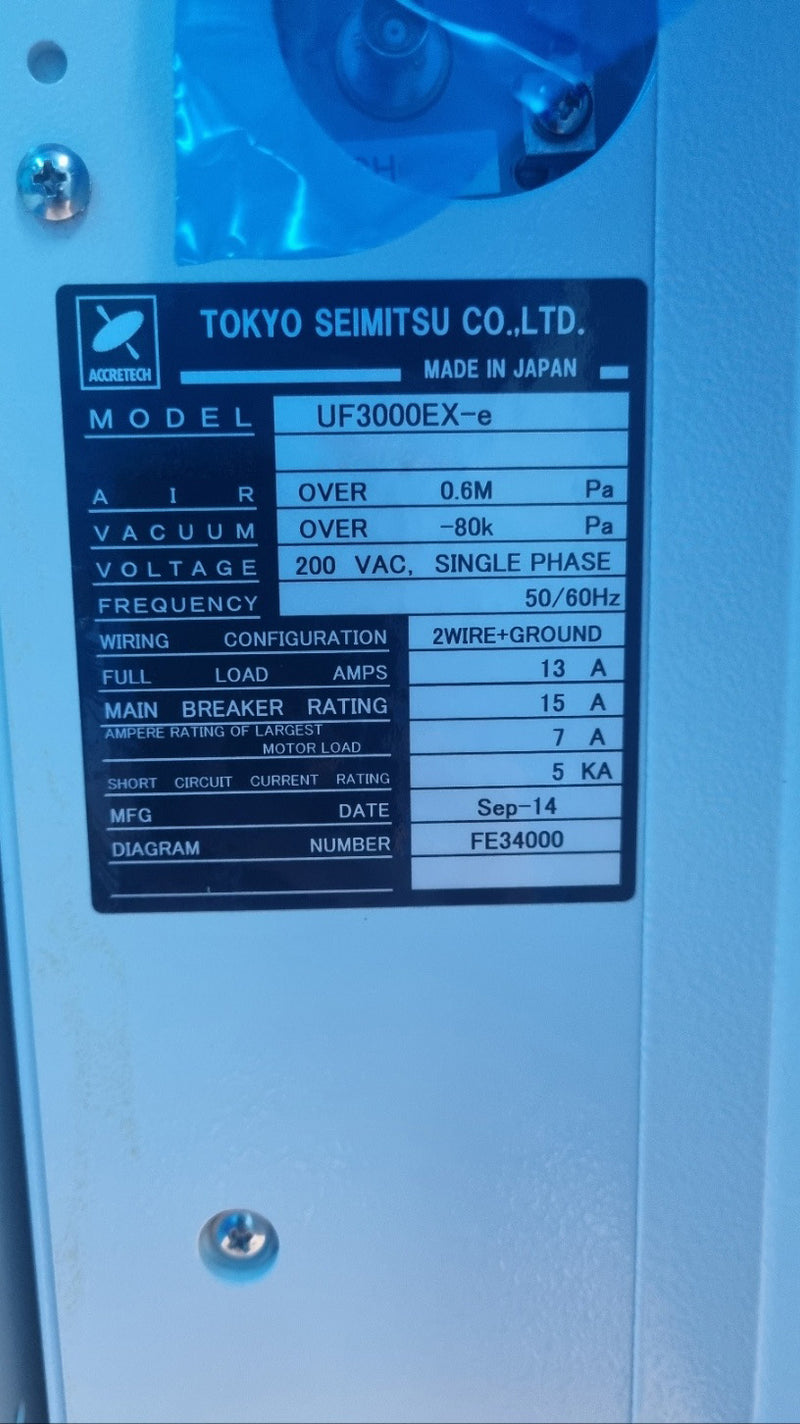 ACCRETECH
TOKYO SEIMITSU CO.,LTD.
MADE IN JAPAN
MODEL UF3000EX-e
AIR OVER 0.6M Pa
VACUUM OVER -80k Pa
VOLTAGE 200 VAC, SINGLE PHASE
FREQUENCY 50/60Hz
WIRING CONFIGURATION 2WIRE+GROUND
FULL LOAD AMPS 13 A
MAIN BREAKER RATING 15 A
AMPERE RATING OF LARGEST
MOTOR LOAD 7 A
SHORT CIRCUIT CURRENT RATING 5 KA
MFG DATE Sep-14
DIAGRAM NUMBER FE34000